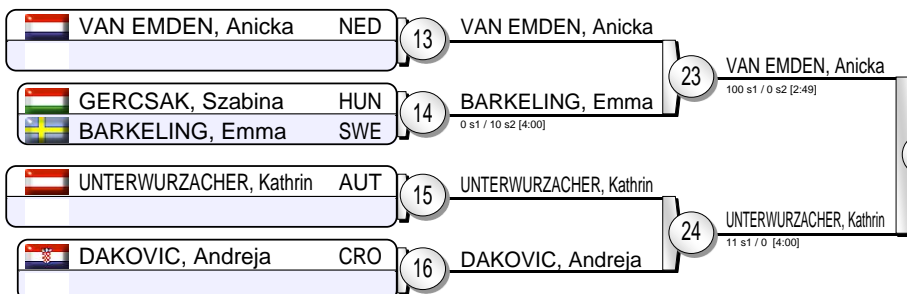 VAN EMDEN, Anicka NED
13
VAN EMDEN, Anicka
23
VAN EMDEN, Anicka
100 s1 / 0 s2 [2:49]
GERCSAK, Szabina HUN
BARKELING, Emma SWE
14
BARKELING, Emma
0 s1 / 10 s2 [4:00]
UNTERWURZACHER, Kathrin AUT
15
UNTERWURZACHER, Kathrin
24
UNTERWURZACHER, Kathrin
11 s1 / 0 [4:00]
DAKOVIC, Andreja CRO
16
DAKOVIC, Andreja